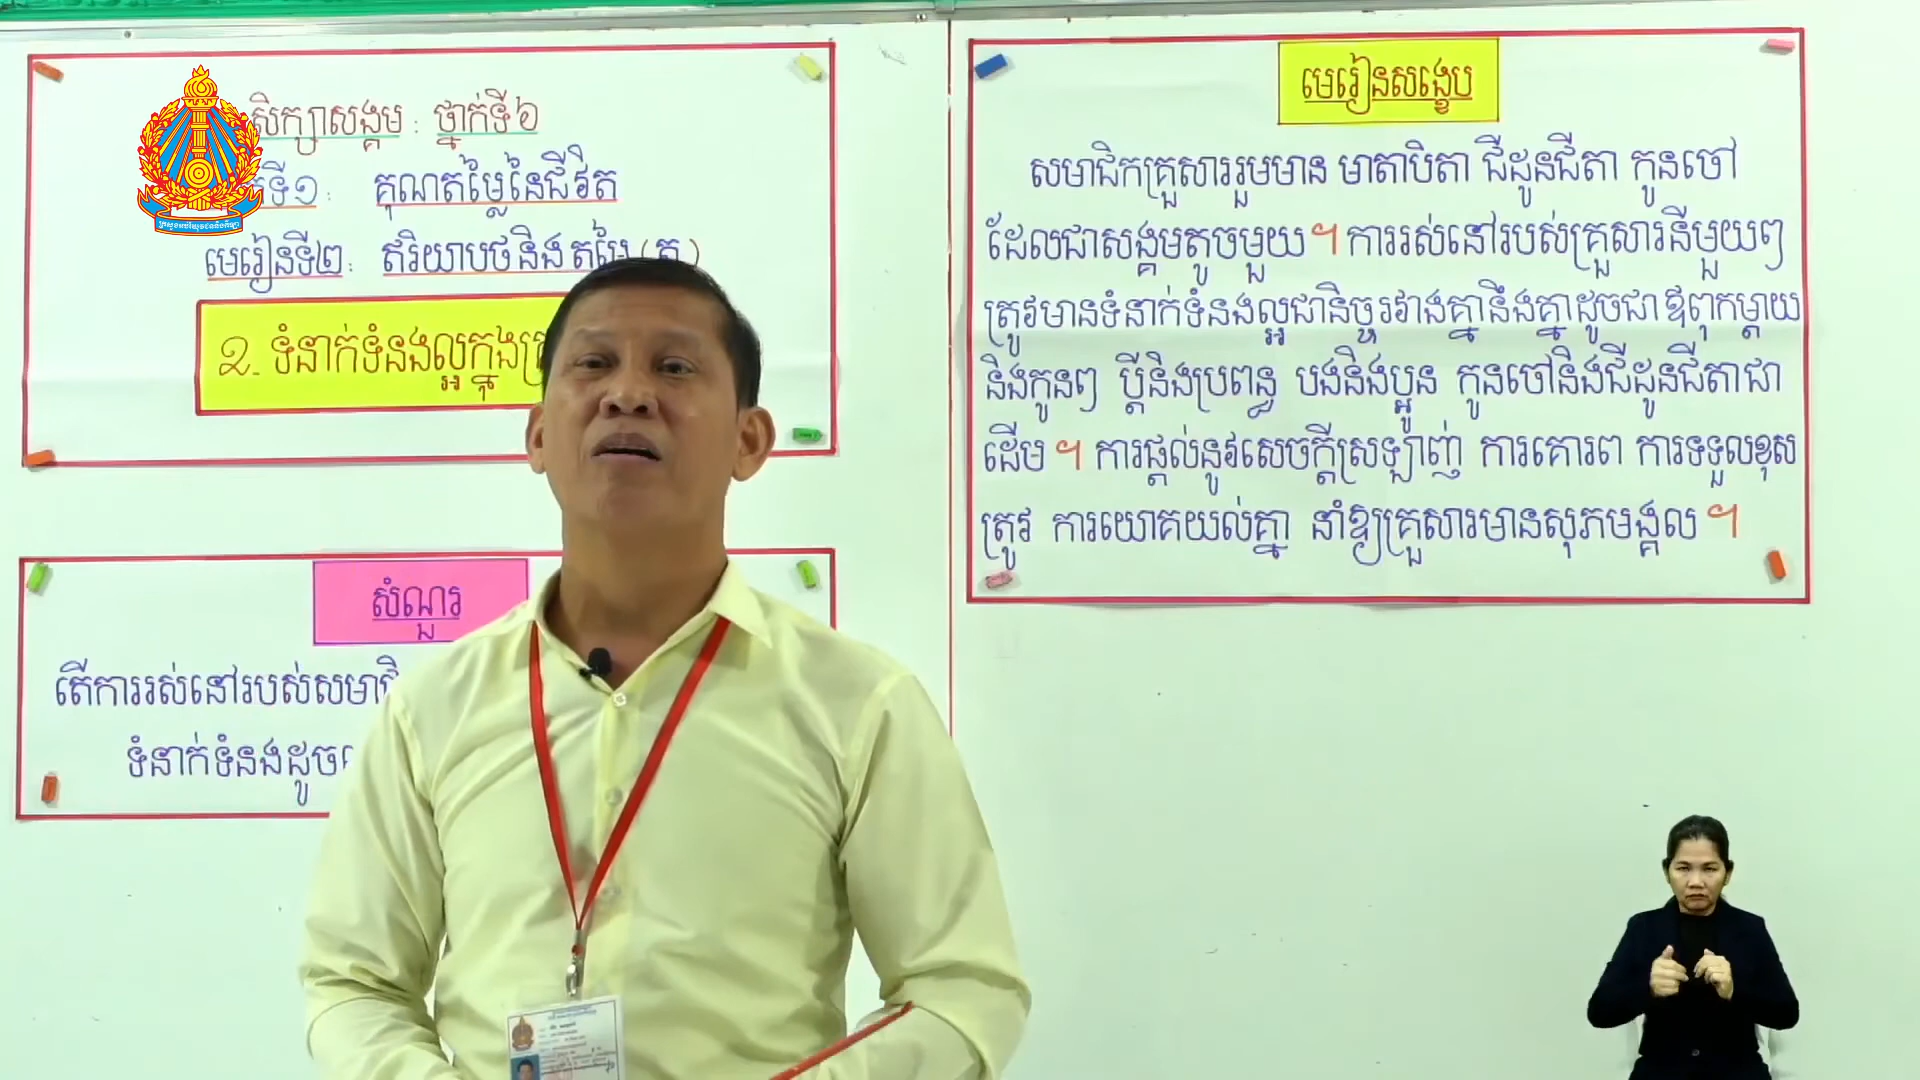 សិក្សាសង្គម : ថ្នាក់ទី៦
ទី១: គុណតម្លៃនៃជីវិត
មេរៀនទី២: ឥរិយាបថនិងតម្លៃ (ត)
២. ទំនាក់ទំនងល្អក្នុង
សំណួរ
តើការរស់នៅរបស់
ទំនាក់ទំនង
មេរៀនសង្ខេប
សមាជិកគ្រួសាររួមមាន មាតាបិតា ជីដូនជីតា កូនចៅ
ដែលជាសង្គមតូចមួយ ។ ការរស់នៅរបស់គ្រួសារនីមួយៗ
ត្រូវមានទំនាក់ទំនងល្អជានិច្ចរវាងគ្នានឹងគ្នាដូចជា ឪពុកម្តាយ
និងកូនៗ ប្តីនិងប្រពន្ធ បងនិងប្អូន កូនចៅនិងជីដូនជីតាជា
ដើម ។ ការផ្តល់នូវសេចក្តីស្រឡាញ់ ការគោរព ការទទួលខុស
ត្រូវ ការយោគយល់គ្នា នាំឱ្យគ្រួសារមានសុភមង្គល ។